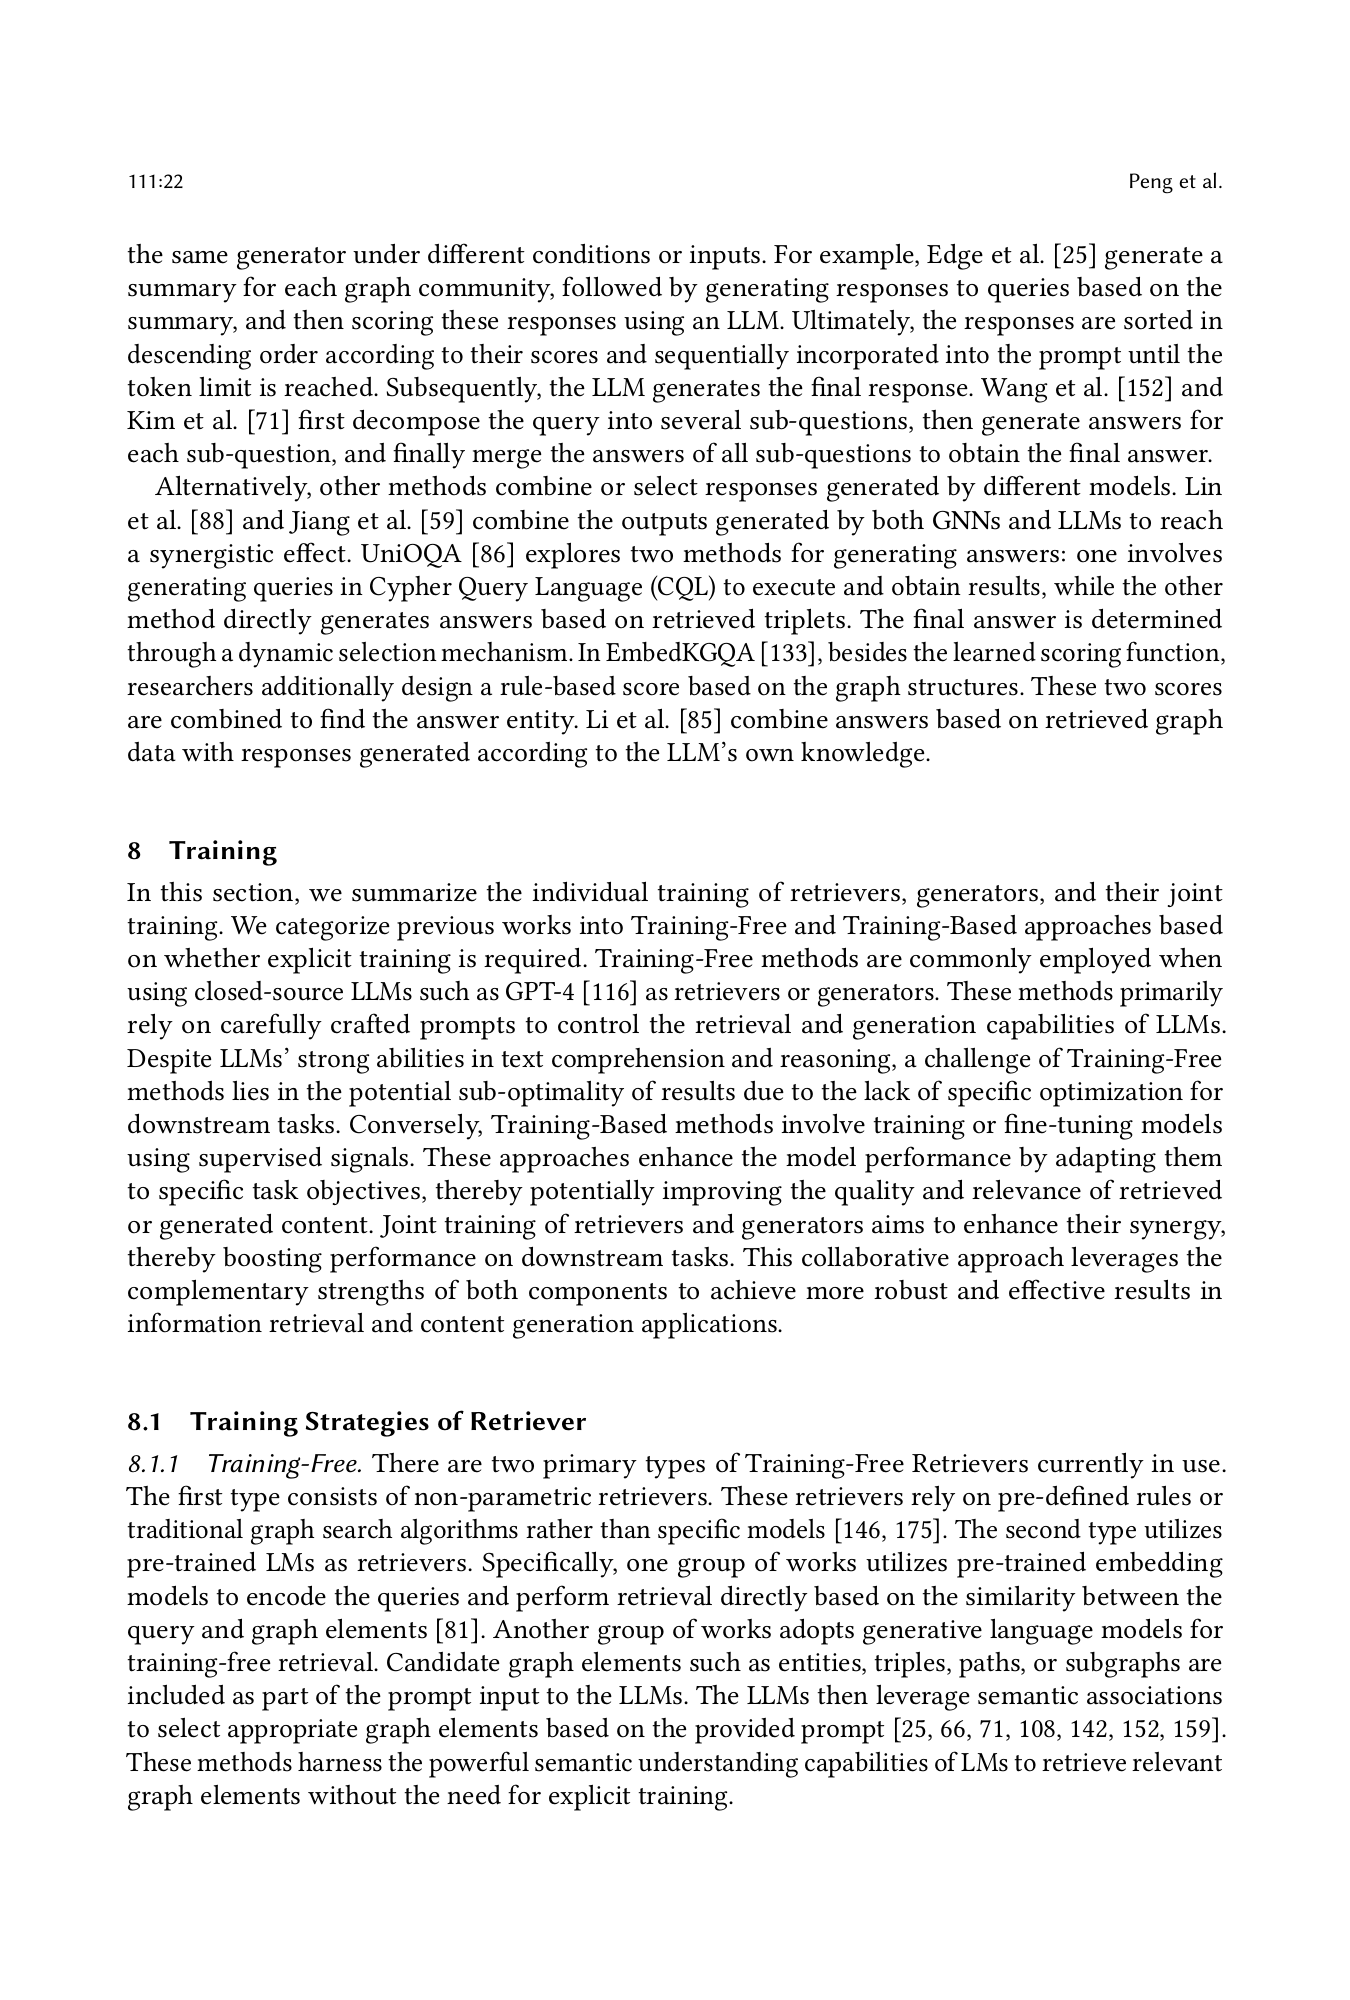 111:22
Peng et al.
the same generator under different conditions or inputs. For example, Edge et al. [25] generate a
summary for each graph community, followed by generating responses to queries based on the
summary, and then scoring these responses using an LLM. Ultimately, the responses are sorted in
descending order according to their scores and sequentially incorporated into the prompt until the
token limit is reached. Subsequently, the LLM generates the final response. Wang et al. [152] and
Kim et al. [71] first decompose the query into several sub-questions, then generate answers for
each sub-question, and finally merge the answers of all sub-questions to obtain the final answer.
Alternatively, other methods combine or select responses generated by different models. Lin
et al. [88] and Jiang et al. [59] combine the outputs generated by both GNNs and LLMs to reach
a synergistic effect. UniOQA [86] explores two methods for generating answers: one involves
generating queries in Cypher Query Language (CQL) to execute and obtain results, while the other
method directly generates answers based on retrieved triplets. The final answer is determined
through a dynamic selection mechanism. In EmbedKGQA [133], besides the learned scoring function,
researchers additionally design a rule-based score based on the graph structures. These two scores
are combined to find the answer entity. Li et al. [85] combine answers based on retrieved graph
data with responses generated according to the LLM's own knowledge.
8 Training
In this section, we summarize the individual training of retrievers, generators, and their joint
training. We categorize previous works into Training-Free and Training-Based approaches based
on whether explicit training is required. Training-Free methods are commonly employed when
using closed-source LLMs such as GPT-4 [116] as retrievers or generators. These methods primarily
rely on carefully crafted prompts to control the retrieval and generation capabilities of LLMs.
Despite LLMs' strong abilities in text comprehension and reasoning, a challenge of Training-Free
methods lies in the potential sub-optimality of results due to the lack of specific optimization for
downstream tasks. Conversely, Training-Based methods involve training or fine-tuning models
using supervised signals. These approaches enhance the model performance by adapting them
to specific task objectives, thereby potentially improving the quality and relevance of retrieved
or generated content. Joint training of retrievers and generators aims to enhance their synergy,
thereby boosting performance on downstream tasks. This collaborative approach leverages the
complementary strengths of both components to achieve more robust and effective results in
information retrieval and content generation applications.
8.1 Training Strategies of Retriever
8.1.1 Training-Free. There are two primary types of Training-Free Retrievers currently in use.
The first type consists of non-parametric retrievers. These retrievers rely on pre-defined rules or
traditional graph search algorithms rather than specific models [146, 175]. The second type utilizes
pre-trained LMs as retrievers. Specifically, one group of works utilizes pre-trained embedding
models to encode the queries and perform retrieval directly based on the similarity between the
query and graph elements [81]. Another group of works adopts generative language models for
training-free retrieval. Candidate graph elements such as entities, triples, paths, or subgraphs are
included as part of the prompt input to the LLMs. The LLMs then leverage semantic associations
to select appropriate graph elements based on the provided prompt [25, 66, 71, 108, 142, 152, 159].
These methods harness the powerful semantic understanding capabilities of LMs to retrieve relevant
graph elements without the need for explicit training.